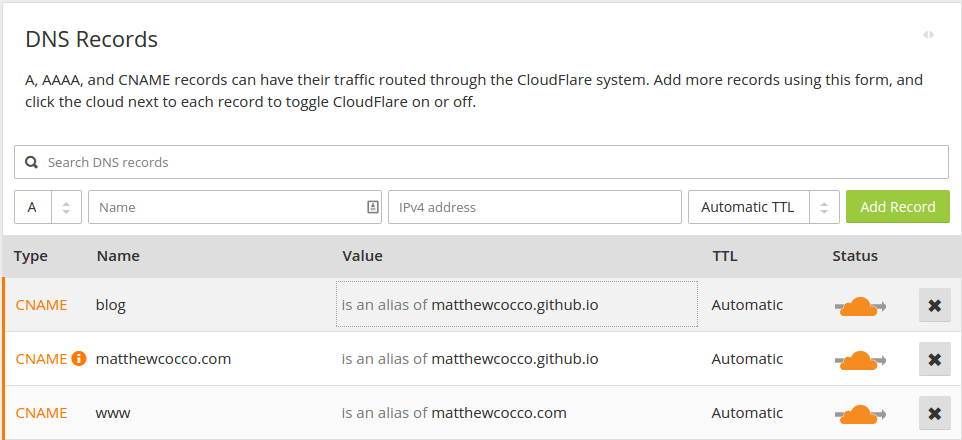 DNS Records
A, AAAA, and CNAME records can have their traffic routed through the CloudFlare system. Add more records using this form, and
click the cloud next to each record to toggle CloudFlare on or off.
Search DNS records
A Name IPv4 address Automatic TTL Add Record
Type Name Value TTL Status
CNAME blog is an alias of matthewcocco.github.io Automatic
CNAME matthewcocco.com is an alias of matthewcocco.github.io Automatic
CNAME www is an alias of matthewcocco.com Automatic